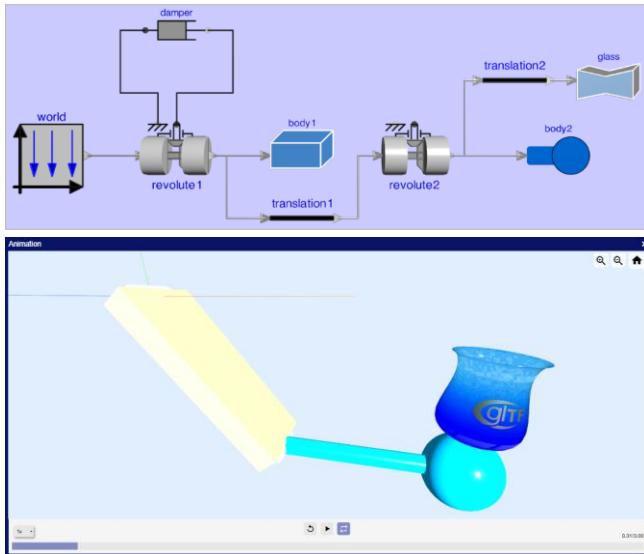 damper
glass
translation2
world
body1
body2
revolute1
revolute2
translation1
Animation
glTF